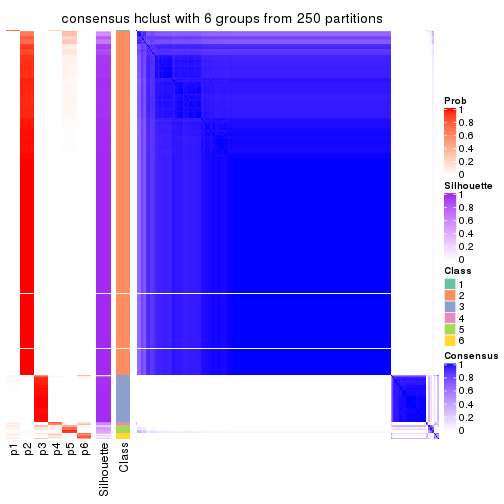 consensus hclust with 6 groups from 250 partitions
Prob
1
0.8
0.6
0.4
0.2
0
Silhouette
1
0.8
0.6
0.4
0.2
0
Class
1
2
3
4
5
6
Consensus
1
0.8
0.6
0.4
0.2
0
p1
p2
p3
p4
p5
p6
Silhouette
Class